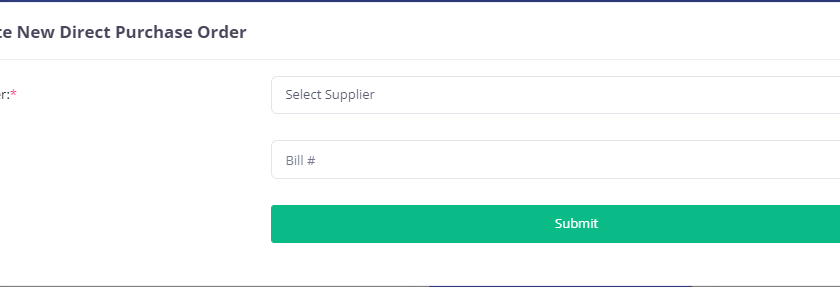 te New Direct Purchase Order
r:*
Select Supplier
Bill #
Submit